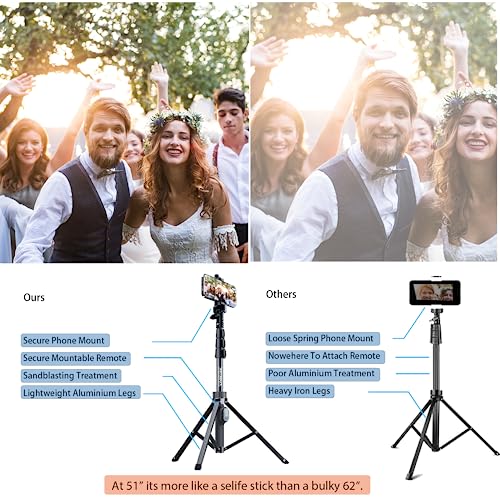 Ours
Others
Secure Phone Mount
Loose Spring Phone Mount
Secure Mountable Remote
Nowehere To Attach Remote
Sandblasting Treatment
Poor Aluminium Treatment
Lightweight Aluminium Legs
Heavy Iron Legs
At 51” its more like a selife stick than a bulky 62”.